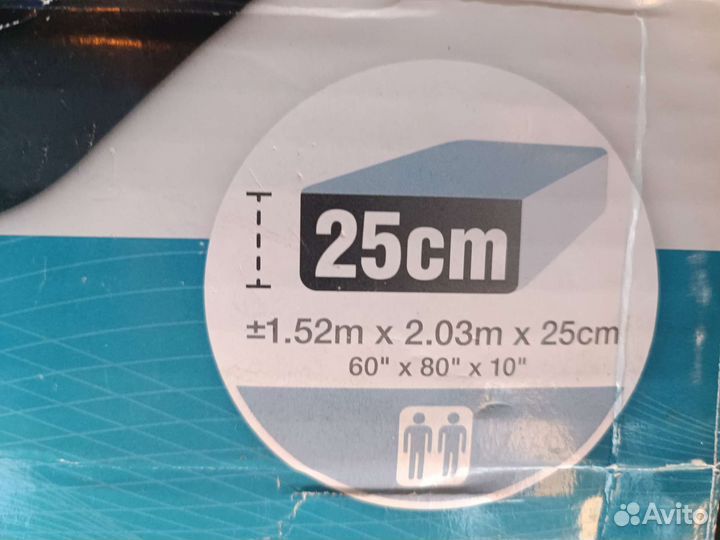 25cm
±1.52m x 2.03m x 25cm
60" x 80" x 10"
Avito